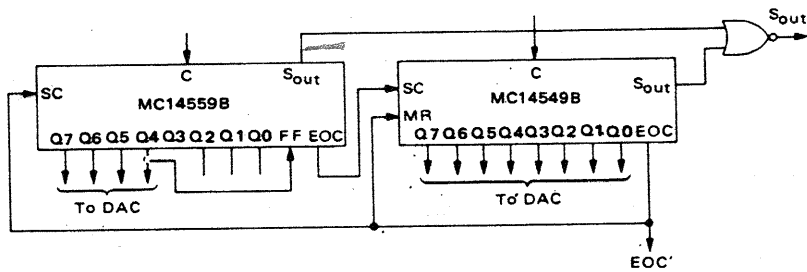 Sout
C
Sout
SC
MC14559B
Q7 Q6 Q5 Q4 Q3 Q2 Q1 Q0 FF EOC
To DAC
C
Sout
SC
MC14549B
MR
Q7 Q6 Q5 Q4 Q3 Q2 Q1 Q0 EOC
To DAC
EOC'